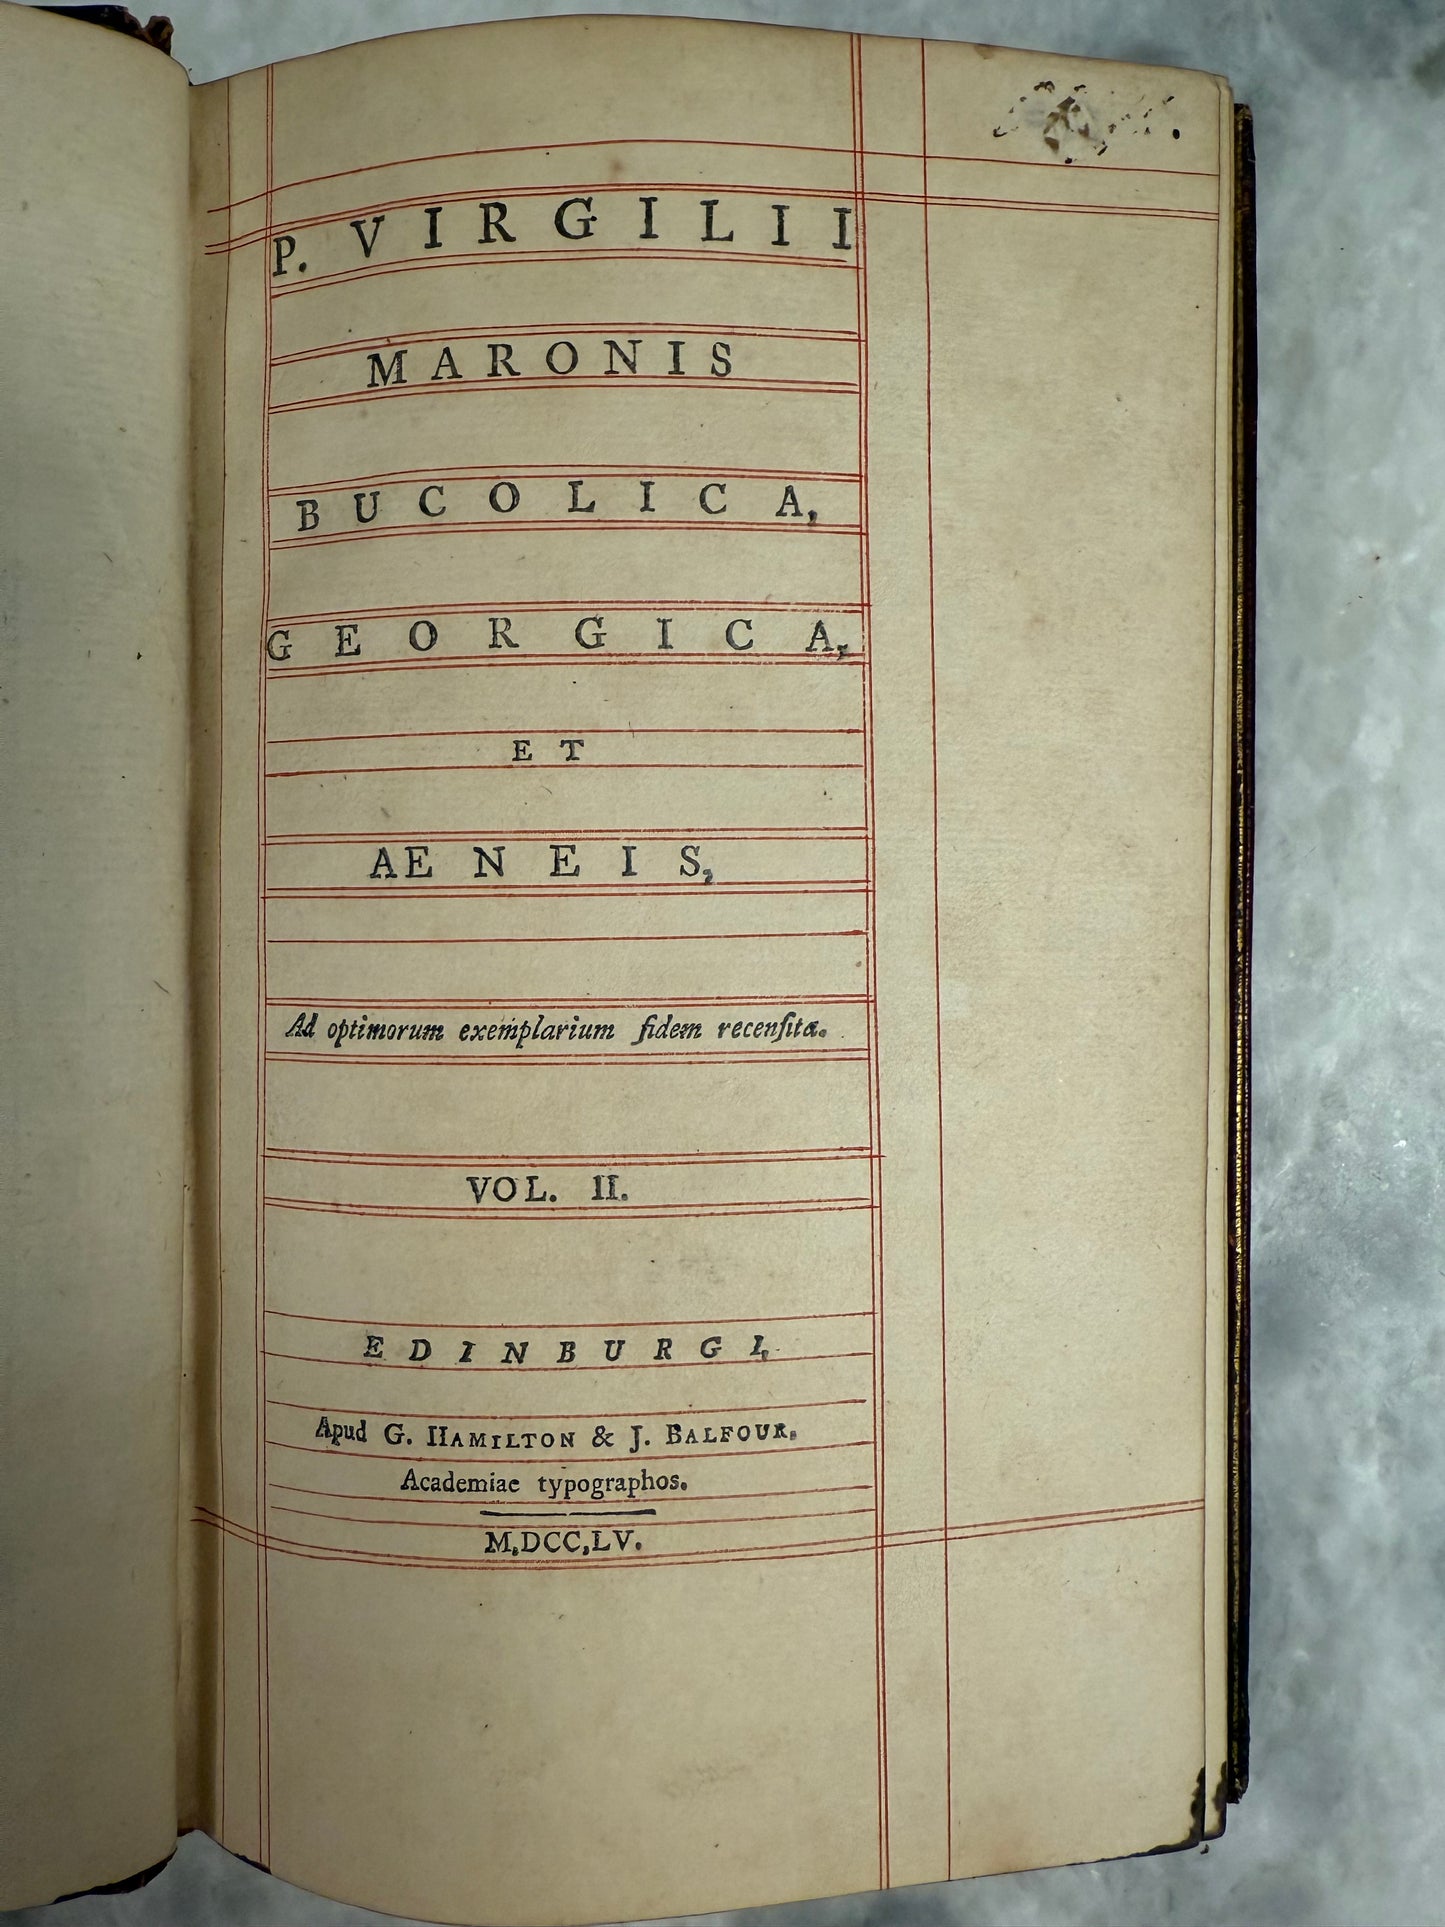 P. VIRGILII
MARONIS
BUCOLICA,
GEORGICA,
ET
AENEIS,
Ad optimorum exemplarium fidem recenſita.
VOL. II.
EDINBURGI,
Apud G. HAMILTON & J. BALFOUR,
Academiae typographos.
M,DCC,LV.